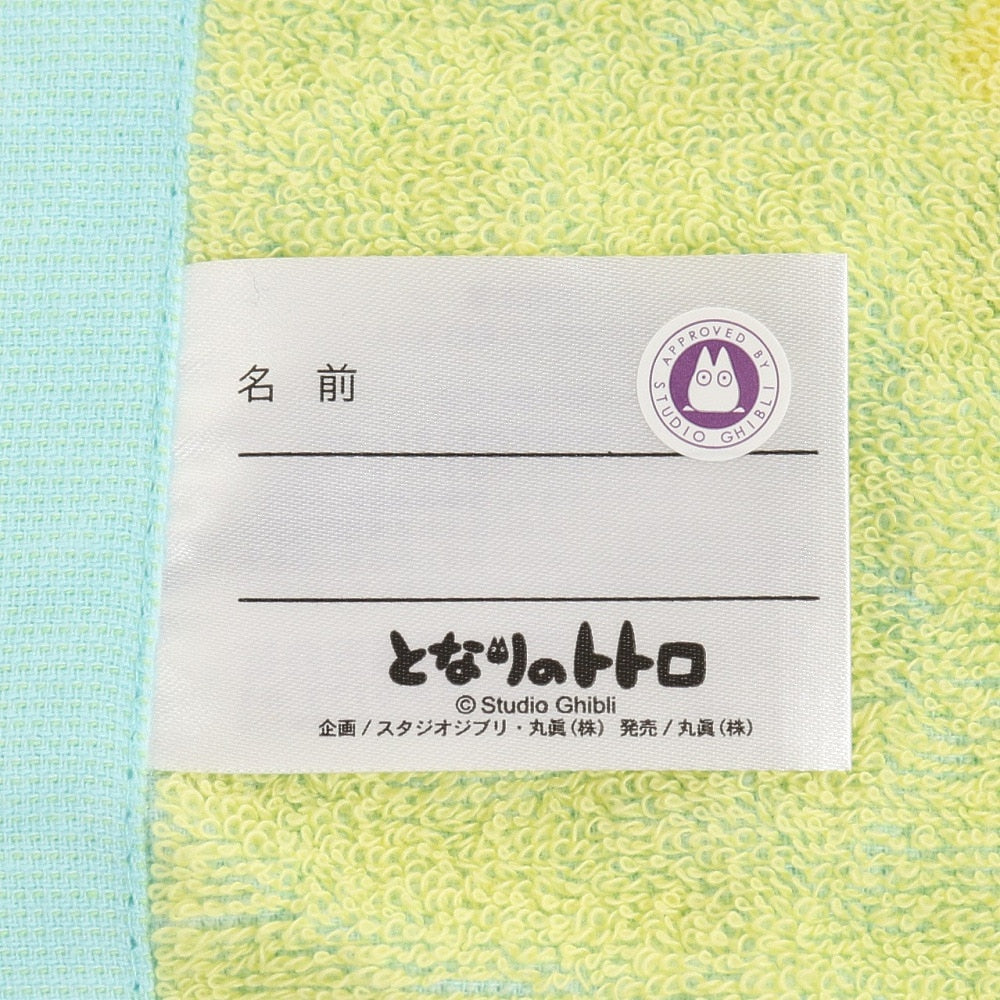 APPROVED BY
STUDIO GHIBLI
名 前
となりのトトロ
© Studio Ghibli
企画 / スタジオジブリ・丸眞(株) 発売 / 丸眞(株)